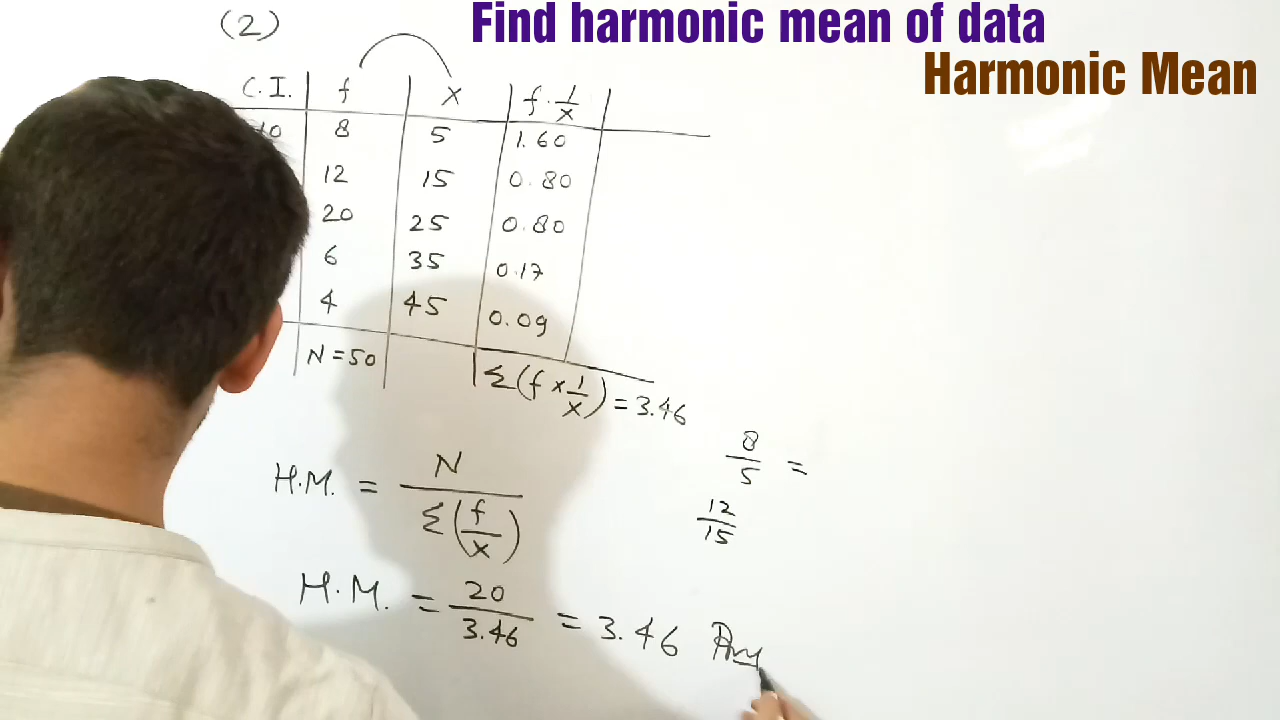 Find harmonic mean of data
Harmonic Mean
(2)
C.I. f x f · 1/x
10 8 5 1.60
12 15 0.80
20 25 0.80
6 35 0.17
4 45 0.09
N = 50 Σ(f × 1/x) = 3.46
8/5 =
H.M. = N / Σ(f/x)
12/15
H.M. = 20/3.46 = 3.46 Ans